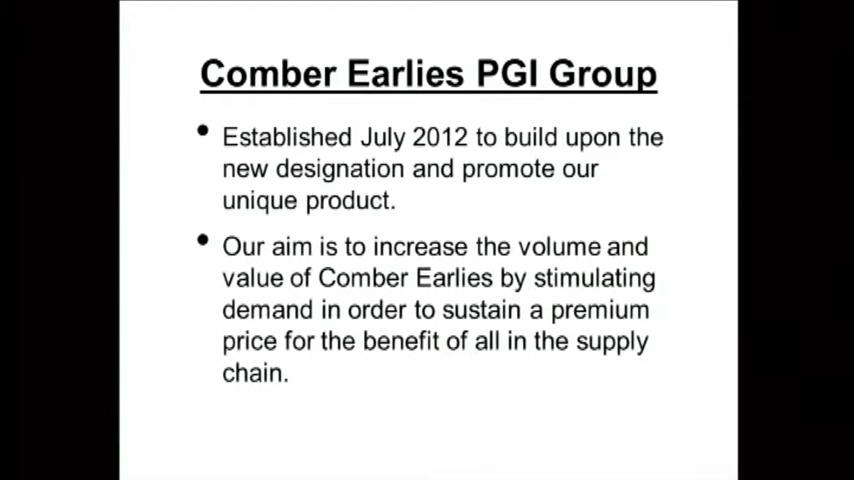 Comber Earlies PGI Group
• Established July 2012 to build upon the
new designation and promote our
unique product.
• Our aim is to increase the volume and
value of Comber Earlies by stimulating
demand in order to sustain a premium
price for the benefit of all in the supply
chain.